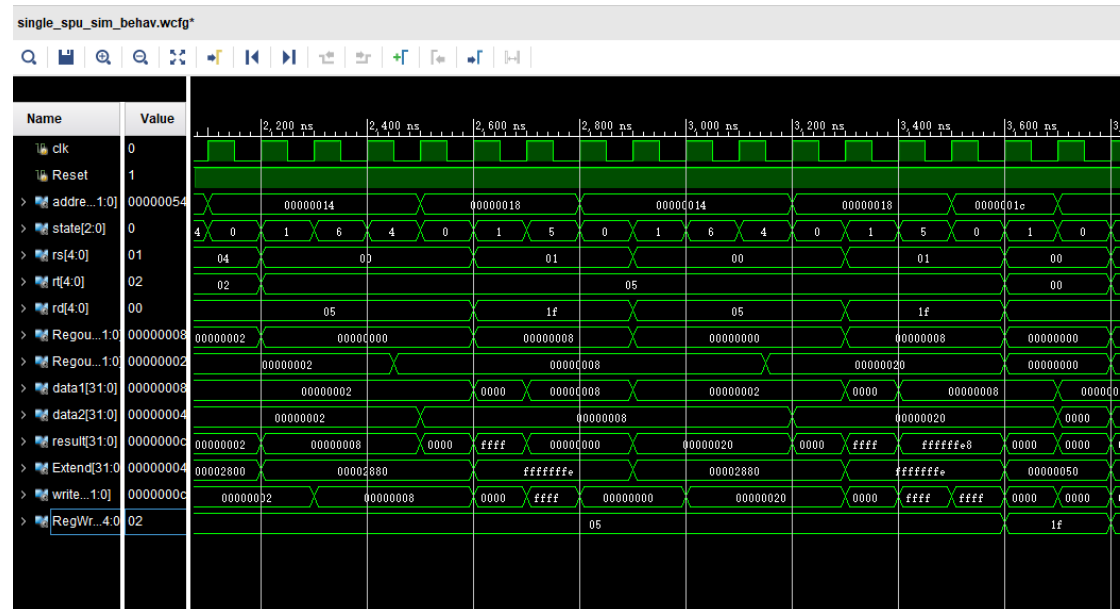 single_spu_sim_behav.wcfg*
Name Value 2,200 ns 2,400 ns 2,600 ns 2,800 ns 3,000 ns 3,200 ns 3,400 ns 3,600 ns 3
clk 0
Reset 1
addre...1:0] 00000054 00000014 00000018 00000014 00000018 0000001c
state[2:0] 0 4 0 1 6 4 0 1 5 0 1 6 4 0 1 5 0 1 0
rs[4:0] 01 04 00 01 00 01 00
rt[4:0] 02 02 05 00
rd[4:0] 00 05 1f 05 1f
Regou...1:0] 00000008 00000002 00000000 00000008 00000000 00000008 00000000
Regou...1:0] 00000002 00000002 00000008 00000020 00000000
data1[31:0] 00000008 00000002 0000 00000008 00000002 0000 00000008 000000
data2[31:0] 00000004 00000002 00000008 00000020 0000
result[31:0] 0000000c 00000002 00000008 0000 ffff 00000000 00000020 0000 ffff ffffffe8 0000 0000
Extend[31:0 00000004 00002800 00002880 fffffffe 00002880 fffffffe 00000050
write...1:0] 0000000c 00000002 00000008 0000 ffff 00000000 00000020 0000 ffff ffff 0000 0000
RegWr...4:0 02 05 1f